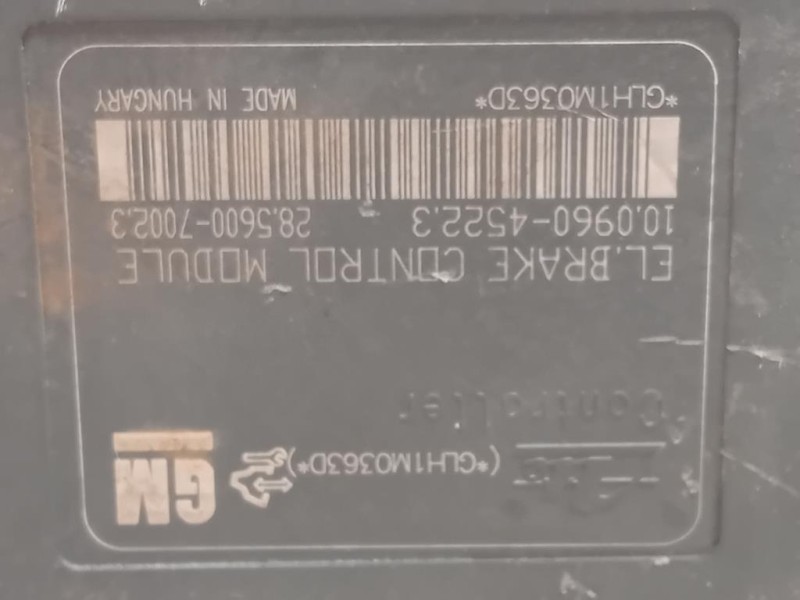 GM
(*GLH1M0363D*)
Controller
EL.BRAKE CONTROL MODULE
10.0960-4522.3 28.5600-7002.3
*GLH1M0363D* MADE IN HUNGARY